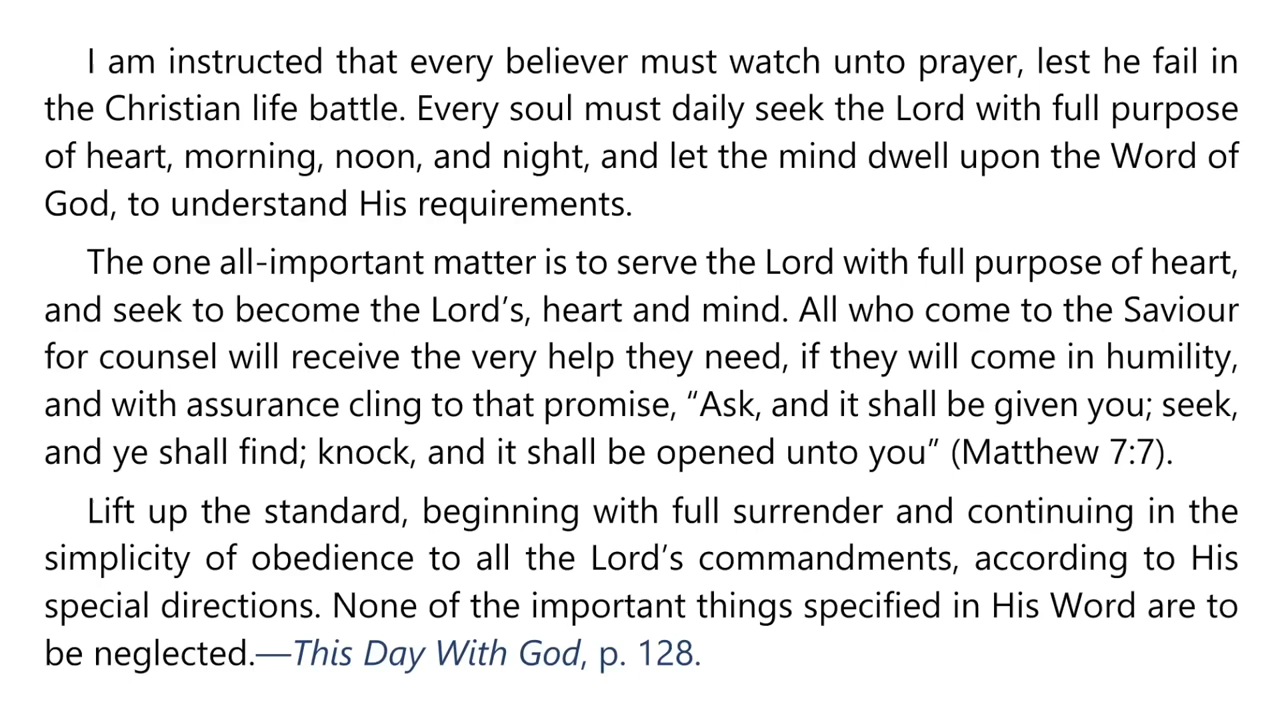 I am instructed that every believer must watch unto prayer, lest he fail in
the Christian life battle. Every soul must daily seek the Lord with full purpose
of heart, morning, noon, and night, and let the mind dwell upon the Word of
God, to understand His requirements.
The one all-important matter is to serve the Lord with full purpose of heart,
and seek to become the Lord’s, heart and mind. All who come to the Saviour
for counsel will receive the very help they need, if they will come in humility,
and with assurance cling to that promise, “Ask, and it shall be given you; seek,
and ye shall find; knock, and it shall be opened unto you” (Matthew 7:7).
Lift up the standard, beginning with full surrender and continuing in the
simplicity of obedience to all the Lord’s commandments, according to His
special directions. None of the important things specified in His Word are to
be neglected.—This Day With God, p. 128.